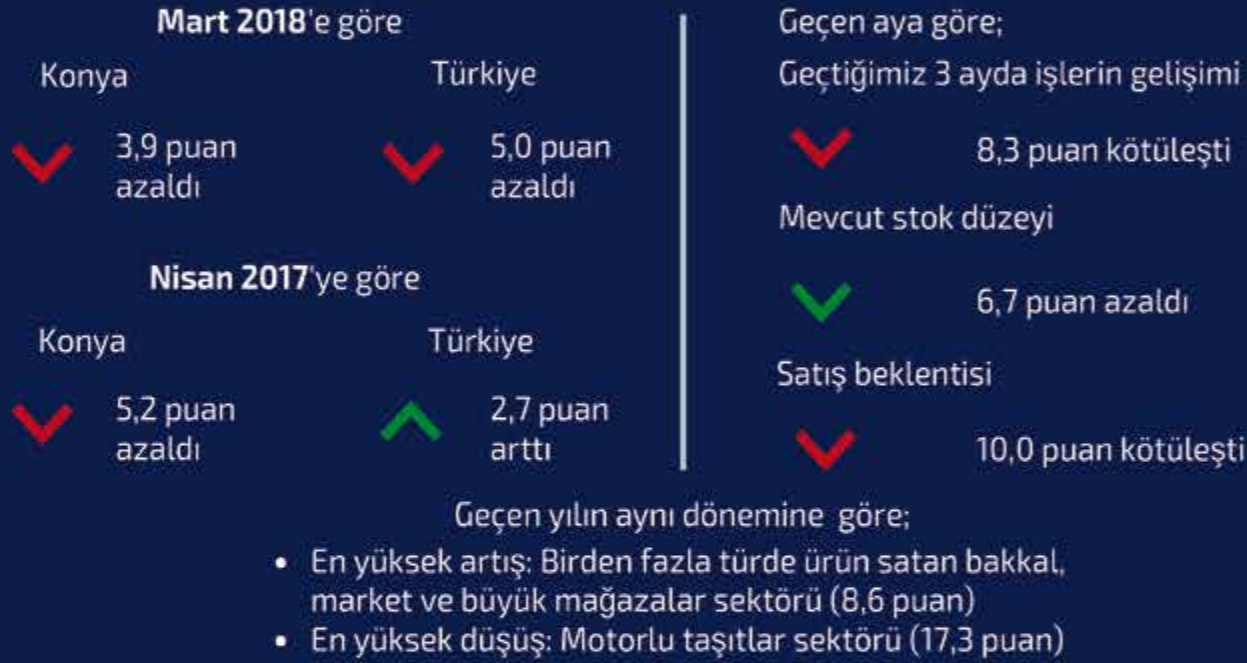 Mart 2018'e göre
Konya
Türkiye
3,9 puan
azaldı
5,0 puan
azaldı
Nisan 2017'ye göre
Konya
Türkiye
5,2 puan
azaldı
2,7 puan
arttı
Geçen aya göre;
Geçtiğimiz 3 ayda işlerin gelişimi
8,3 puan kötüleşti
Mevcut stok düzeyi
6,7 puan azaldı
Satış beklentisi
10,0 puan kötüleşti
Geçen yılın aynı dönemine göre;
• En yüksek artış: Birden fazla türde ürün satan bakkal,
market ve büyük mağazalar sektörü (8,6 puan)
• En yüksek düşüş: Motorlu taşıtlar sektörü (17,3 puan)